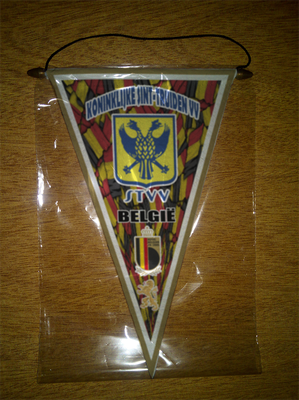 KONINKLIJKE SINT-TRUIDEN VV
STVV
BELGIË